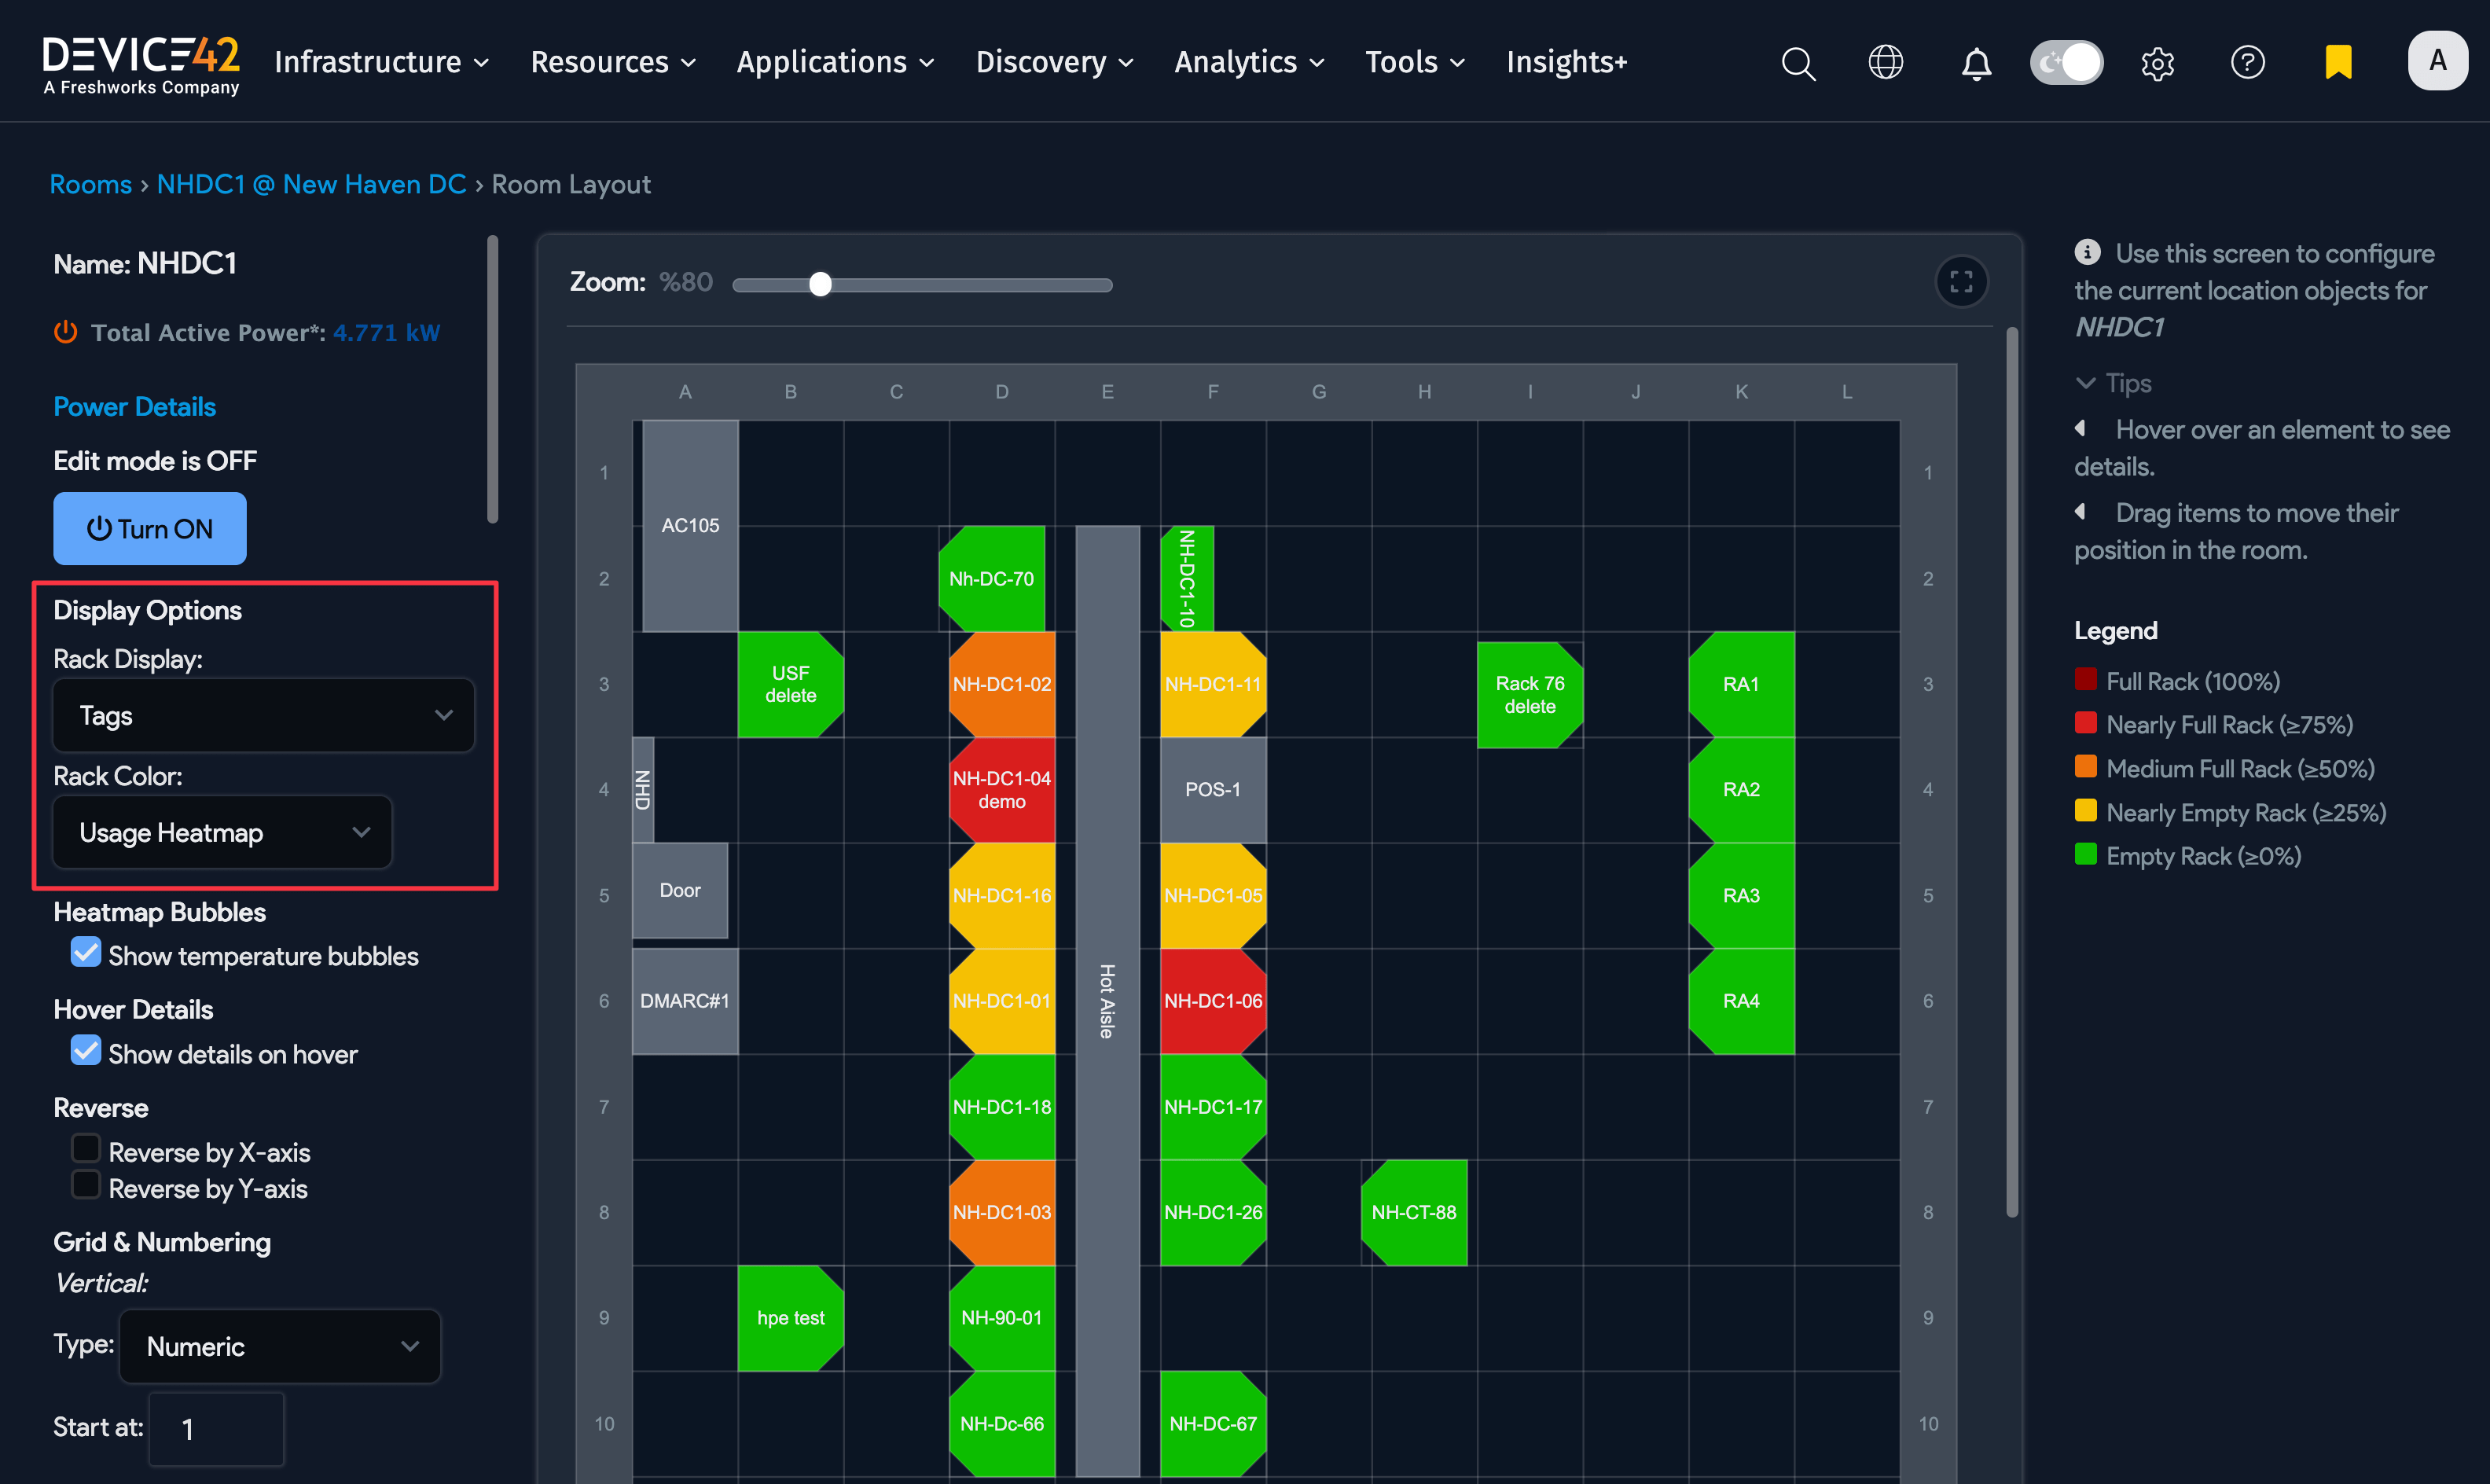 DEVICE42
A Freshworks Company
Infrastructure
Resources
Applications
Discovery
Analytics
Tools
Insights+
A
Rooms › NHDC1 @ New Haven DC › Room Layout
Name: NHDC1
Total Active Power*: 4.771 kW
Power Details
Edit mode is OFF
Turn ON
Display Options
Rack Display:
Tags
Rack Color:
Usage Heatmap
Heatmap Bubbles
Show temperature bubbles
Hover Details
Show details on hover
Reverse
Reverse by X-axis
Reverse by Y-axis
Grid & Numbering
Vertical:
Type: Numeric
Start at: 1
Zoom: %80
A B C D E F G H I J K L
1 1
AC105
2 Nh-DC-70 NH-DC1-10 2
3 USF delete NH-DC1-02 NH-DC1-11 Rack 76 delete RA1 3
4 NHD NH-DC1-04 demo POS-1 RA2 4
5 Door NH-DC1-16 NH-DC1-05 RA3 5
6 DMARC#1 NH-DC1-01 Hot Aisle NH-DC1-06 RA4 6
7 NH-DC1-18 NH-DC1-17 7
8 NH-DC1-03 NH-DC1-26 NH-CT-88 8
9 hpe test NH-90-01 9
10 NH-Dc-66 NH-DC-67 10
Use this screen to configure
the current location objects for
NHDC1
Tips
Hover over an element to see
details.
Drag items to move their
position in the room.
Legend
Full Rack (100%)
Nearly Full Rack (≥75%)
Medium Full Rack (≥50%)
Nearly Empty Rack (≥25%)
Empty Rack (≥0%)